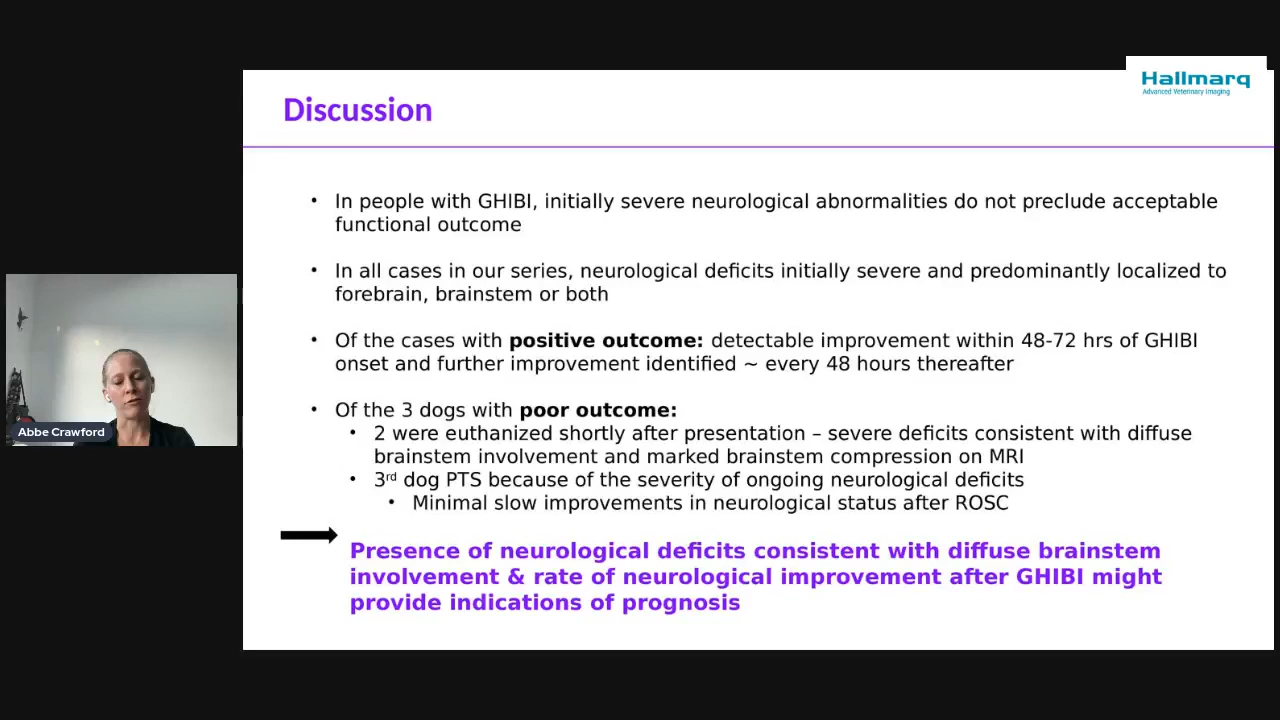 Hallmarq
Advanced Veterinary Imaging
Discussion
• In people with GHIBI, initially severe neurological abnormalities do not preclude acceptable
functional outcome
• In all cases in our series, neurological deficits initially severe and predominantly localized to
forebrain, brainstem or both
• Of the cases with positive outcome: detectable improvement within 48-72 hrs of GHIBI
onset and further improvement identified ~ every 48 hours thereafter
• Of the 3 dogs with poor outcome:
• 2 were euthanized shortly after presentation – severe deficits consistent with diffuse
brainstem involvement and marked brainstem compression on MRI
• 3rd dog PTS because of the severity of ongoing neurological deficits
• Minimal slow improvements in neurological status after ROSC
Presence of neurological deficits consistent with diffuse brainstem
involvement & rate of neurological improvement after GHIBI might
provide indications of prognosis
Abbe Crawford